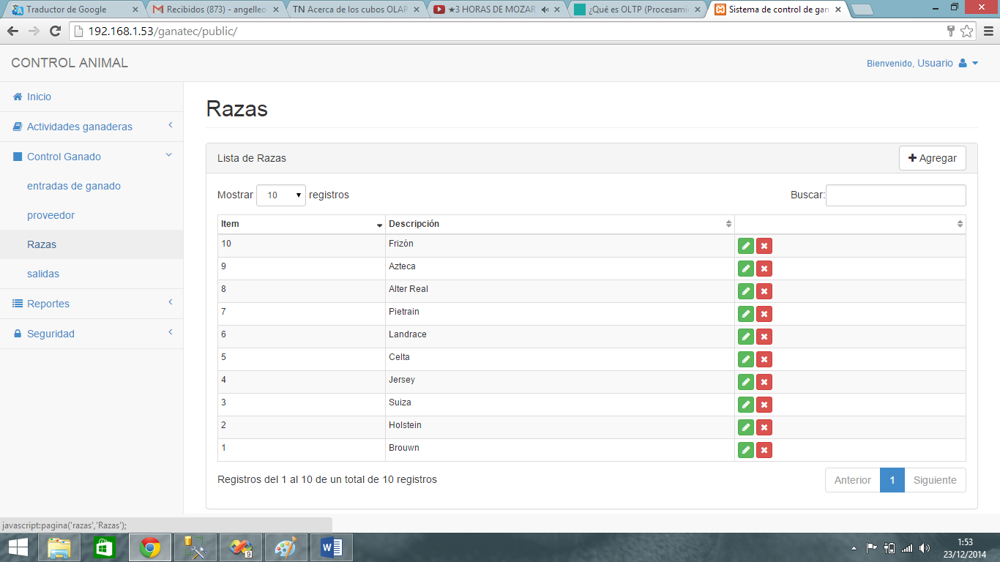 Traductor de Google
Recibidos (873) - angelleo
TN Acerca de los cubos OLAP
★3 HORAS DE MOZAR
¿Qué es OLTP (Procesami
Sistema de control de gan
192.168.1.53/ganatec/public/
CONTROL ANIMAL
Bienvenido, Usuario
Inicio
Actividades ganaderas
Control Ganado
entradas de ganado
proveedor
Razas
salidas
Reportes
Seguridad
Razas
Lista de Razas
Agregar
Mostrar 10 registros
Buscar:
Item Descripción
10 Frizón
9 Azteca
8 Alter Real
7 Pietrain
6 Landrace
5 Celta
4 Jersey
3 Suiza
2 Holstein
1 Brouwn
Registros del 1 al 10 de un total de 10 registros
Anterior 1 Siguiente
javascript:pagina('razas','Razas');
9
1:53
23/12/2014